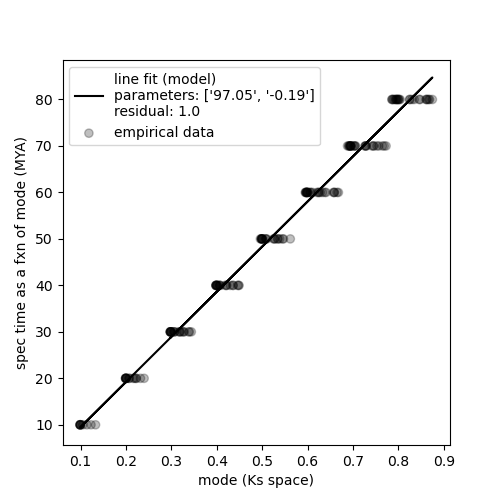 line fit (model)
parameters: ['97.05', '-0.19']
residual: 1.0
empirical data
80
70
60
50
40
30
20
10
spec time as a fxn of mode (MYA)
0.1 0.2 0.3 0.4 0.5 0.6 0.7 0.8 0.9
mode (Ks space)